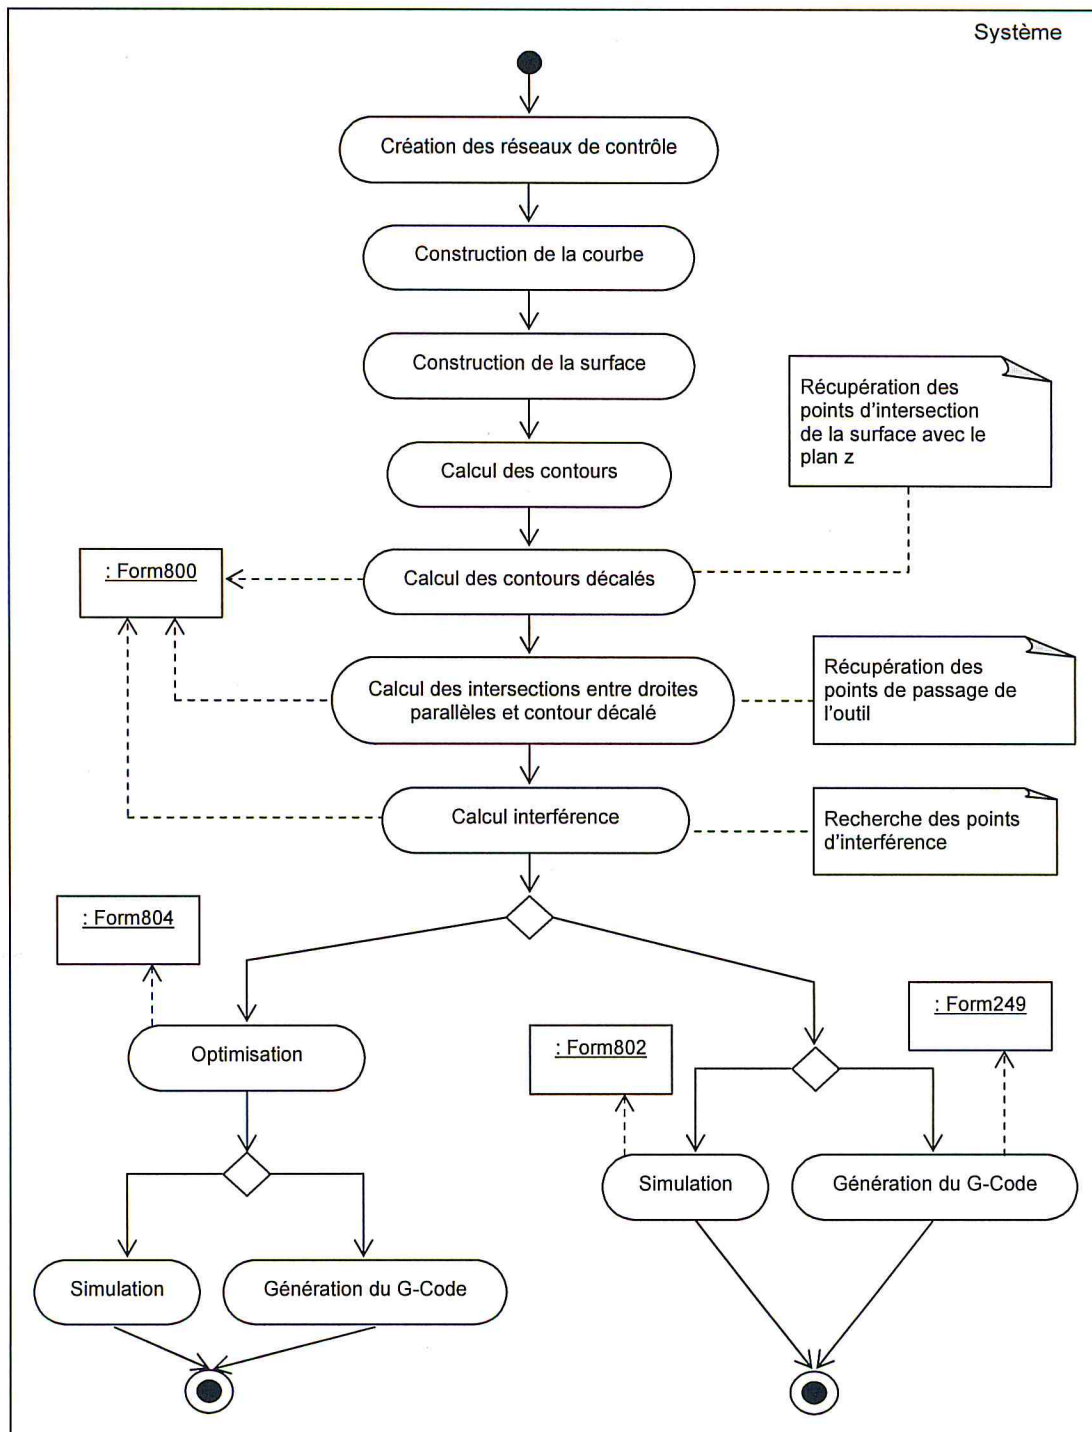 Système
Création des réseaux de contrôle
Construction de la courbe
Construction de la surface
Récupération des
points d'intersection
de la surface avec le
plan z
Calcul des contours
: Form800
Calcul des contours décalés
Calcul des intersections entre droites
parallèles et contour décalé
Récupération des
points de passage de
l'outil
Calcul interférence
Recherche des points
d'interférence
: Form804
: Form249
: Form802
Optimisation
Simulation
Génération du G-Code
Simulation
Génération du G-Code